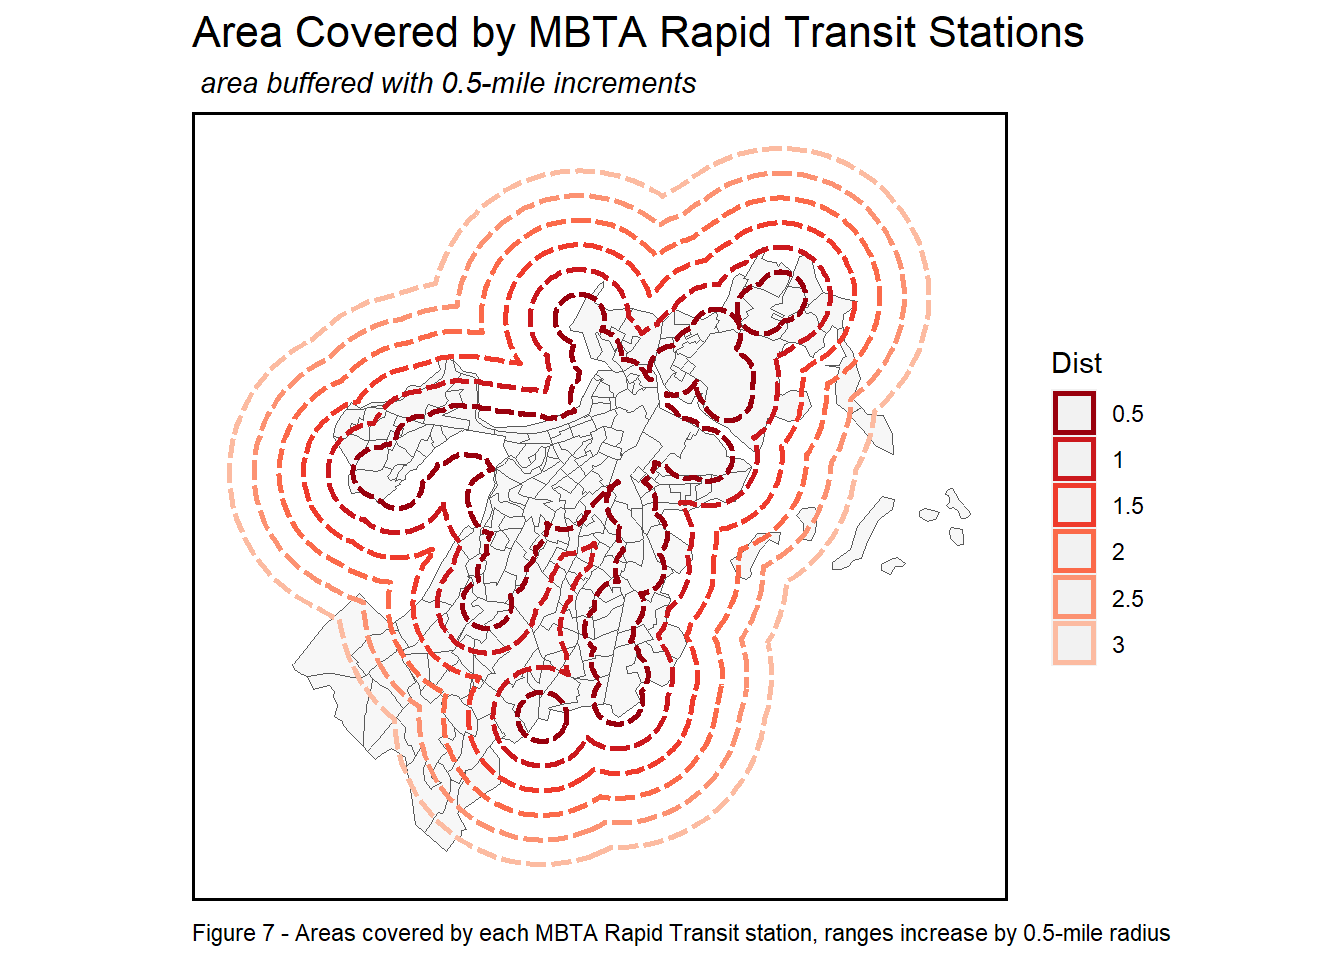 Area Covered by MBTA Rapid Transit Stations
area buffered with 0.5-mile increments
Dist
0.5
1
1.5
2
2.5
3
Figure 7 - Areas covered by each MBTA Rapid Transit station, ranges increase by 0.5-mile radius